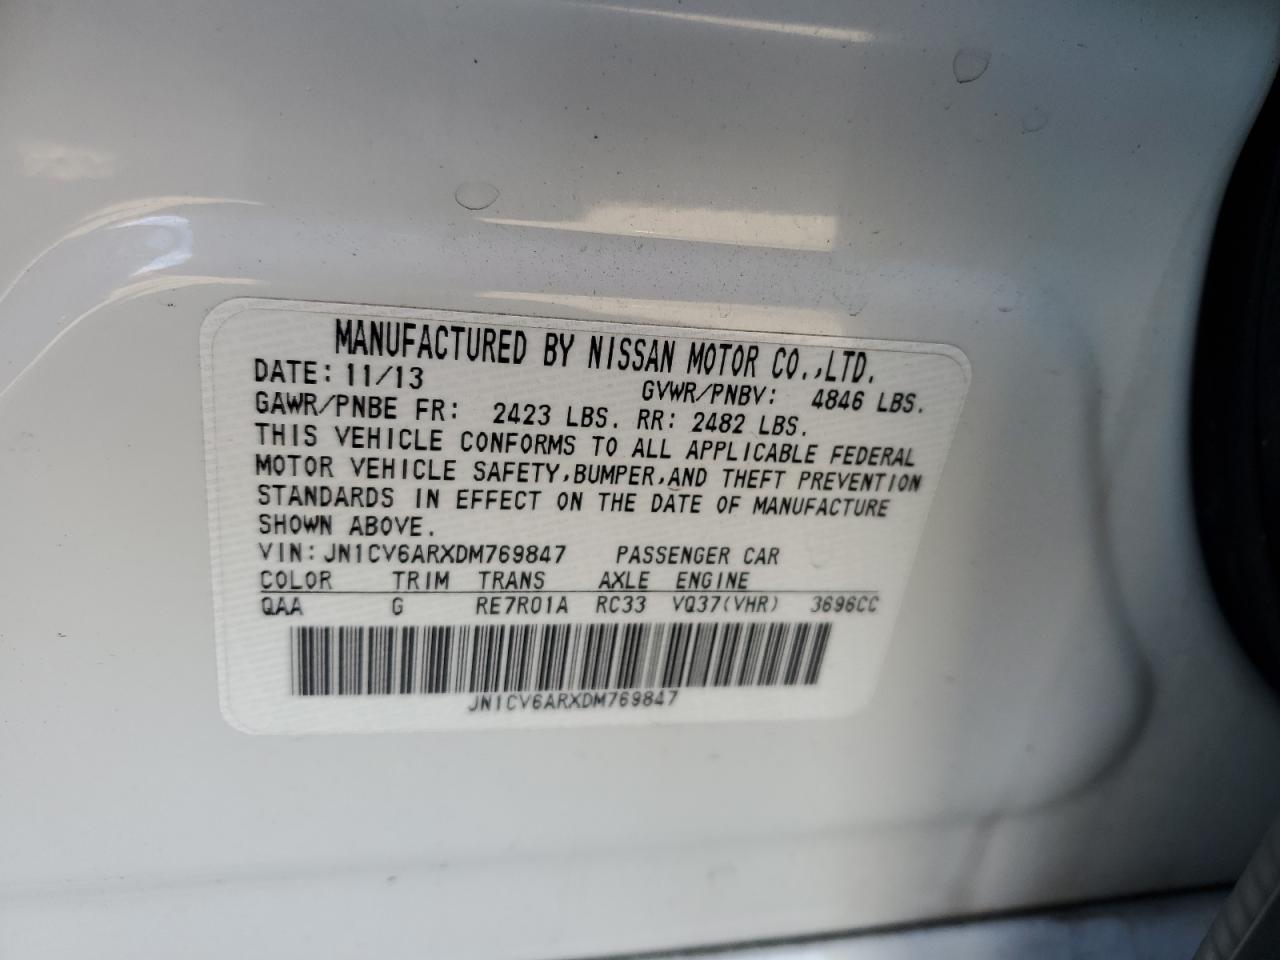 MANUFACTURED BY NISSAN MOTOR CO.,LTD.
DATE: 11/13 GVWR/PNBV: 4846 LBS.
GAWR/PNBE FR: 2423 LBS. RR: 2482 LBS.
THIS VEHICLE CONFORMS TO ALL APPLICABLE FEDERAL
MOTOR VEHICLE SAFETY,BUMPER,AND THEFT PREVENTION
STANDARDS IN EFFECT ON THE DATE OF MANUFACTURE
SHOWN ABOVE.
VIN: JN1CV6ARXDM769847 PASSENGER CAR
COLOR TRIM TRANS AXLE ENGINE
QAA G RE7R01A RC33 VQ37(VHR) 3696CC
JN1CV6ARXDM769847